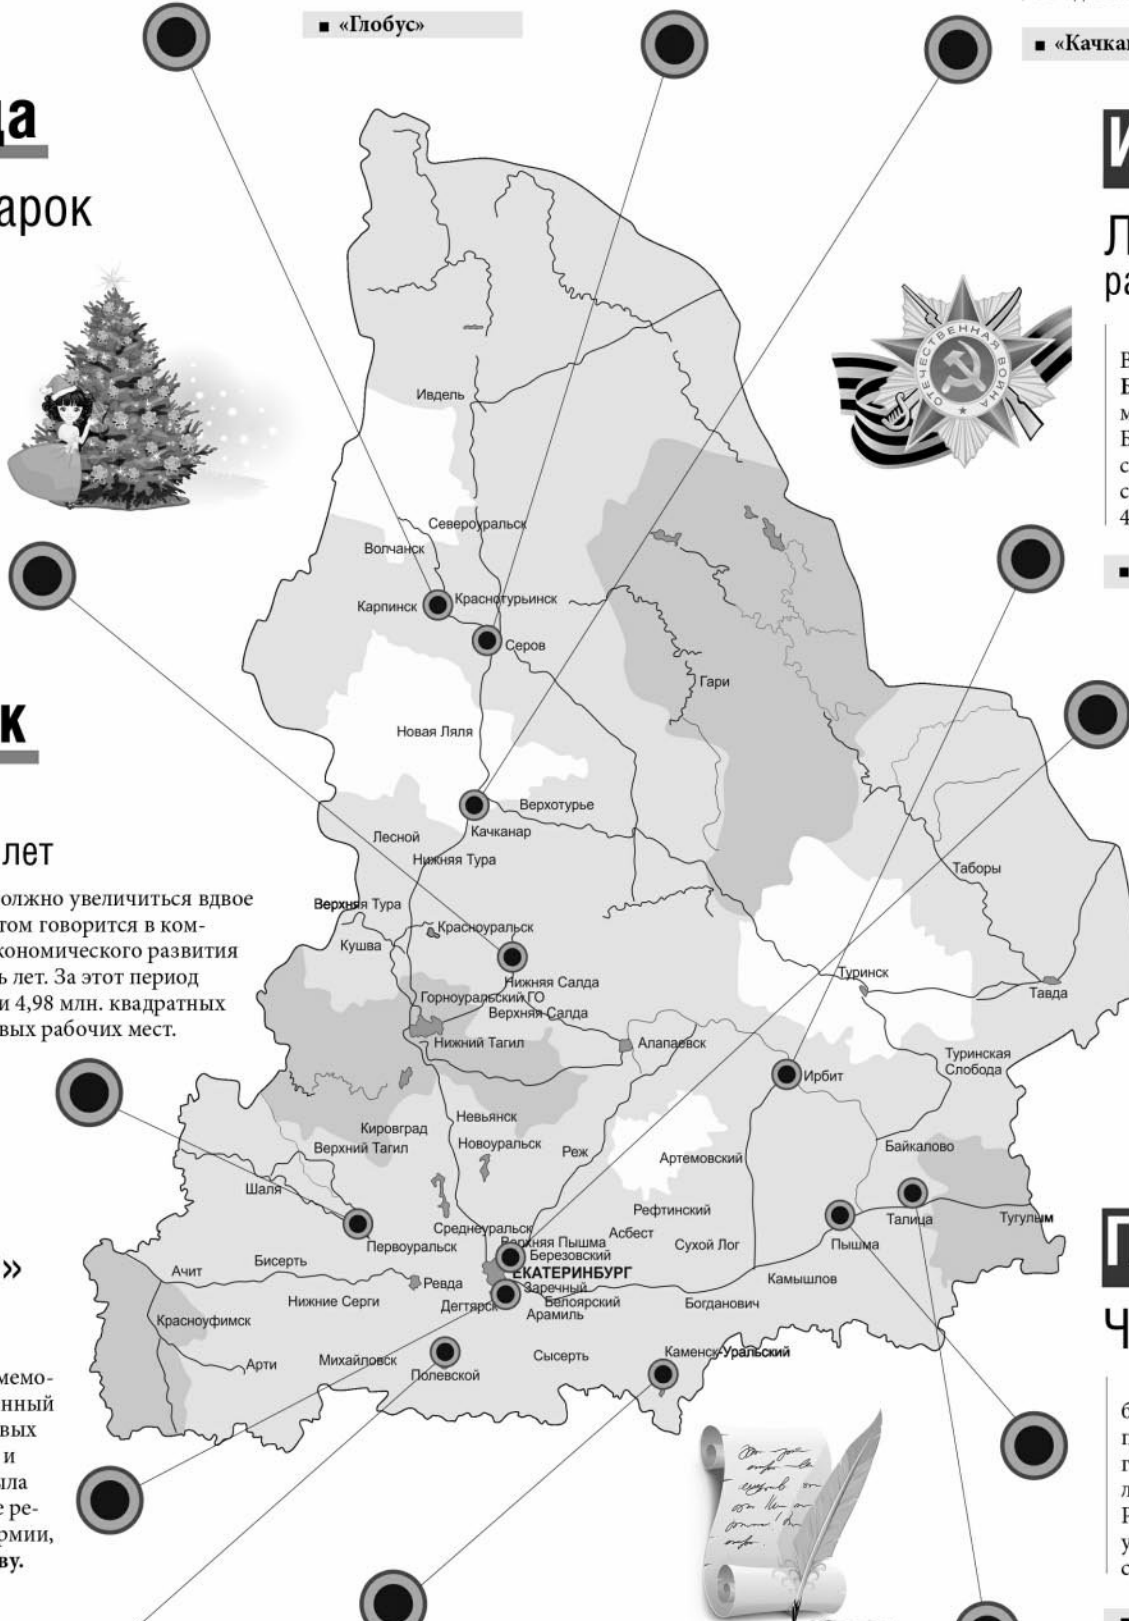 ■ «Глобус»
■ «Качка
да
арок
ОТЕЧЕСТВЕННАЯ ВОЙНА
Ивдель
Североуральск
Волчанск
Краснотурьинск
Карпинск
Серов
Гари
к
Новая Ляля
Верхотурье
Качканар
Лесной
Нижняя Тура
лет
Таборы
олжно увеличиться вдвое
том говорится в ком-
кономического развития
ь лет. За этот период
и 4,98 млн. квадратных
вых рабочих мест.
Верхняя Тура
Горноуральск
Кушва
Туринск
Нижняя Салда
Тавда
Горноуральский ГО
Верхняя Салда
Нижний Тагил
Алапаевск
Туринская
Слобода
Ирбит
Невьянск
Кировград
Новоуральск
Верхний Тагил
Реж
Байкалово
Артемовский
Шаля
Рефтинский
Талица
Тугулым
Среднеуральск
Асбест
Верхняя Пышма
Первоуральск
Сухой Лог
Пышма
Березовский
Бисерть
»
Ачит
ЕКАТЕРИНБУРГ
Ревда
Камышлов
Заречный
Нижние Серги
Дегтярск
Белоярский
Богданович
Красноуфимск
Арамиль
Каменск-Уральский
Сысерть
Михайловск
Арти
Полевской
мемо-
нный
вых
и
ыла
е ре-
рмии,
ву.